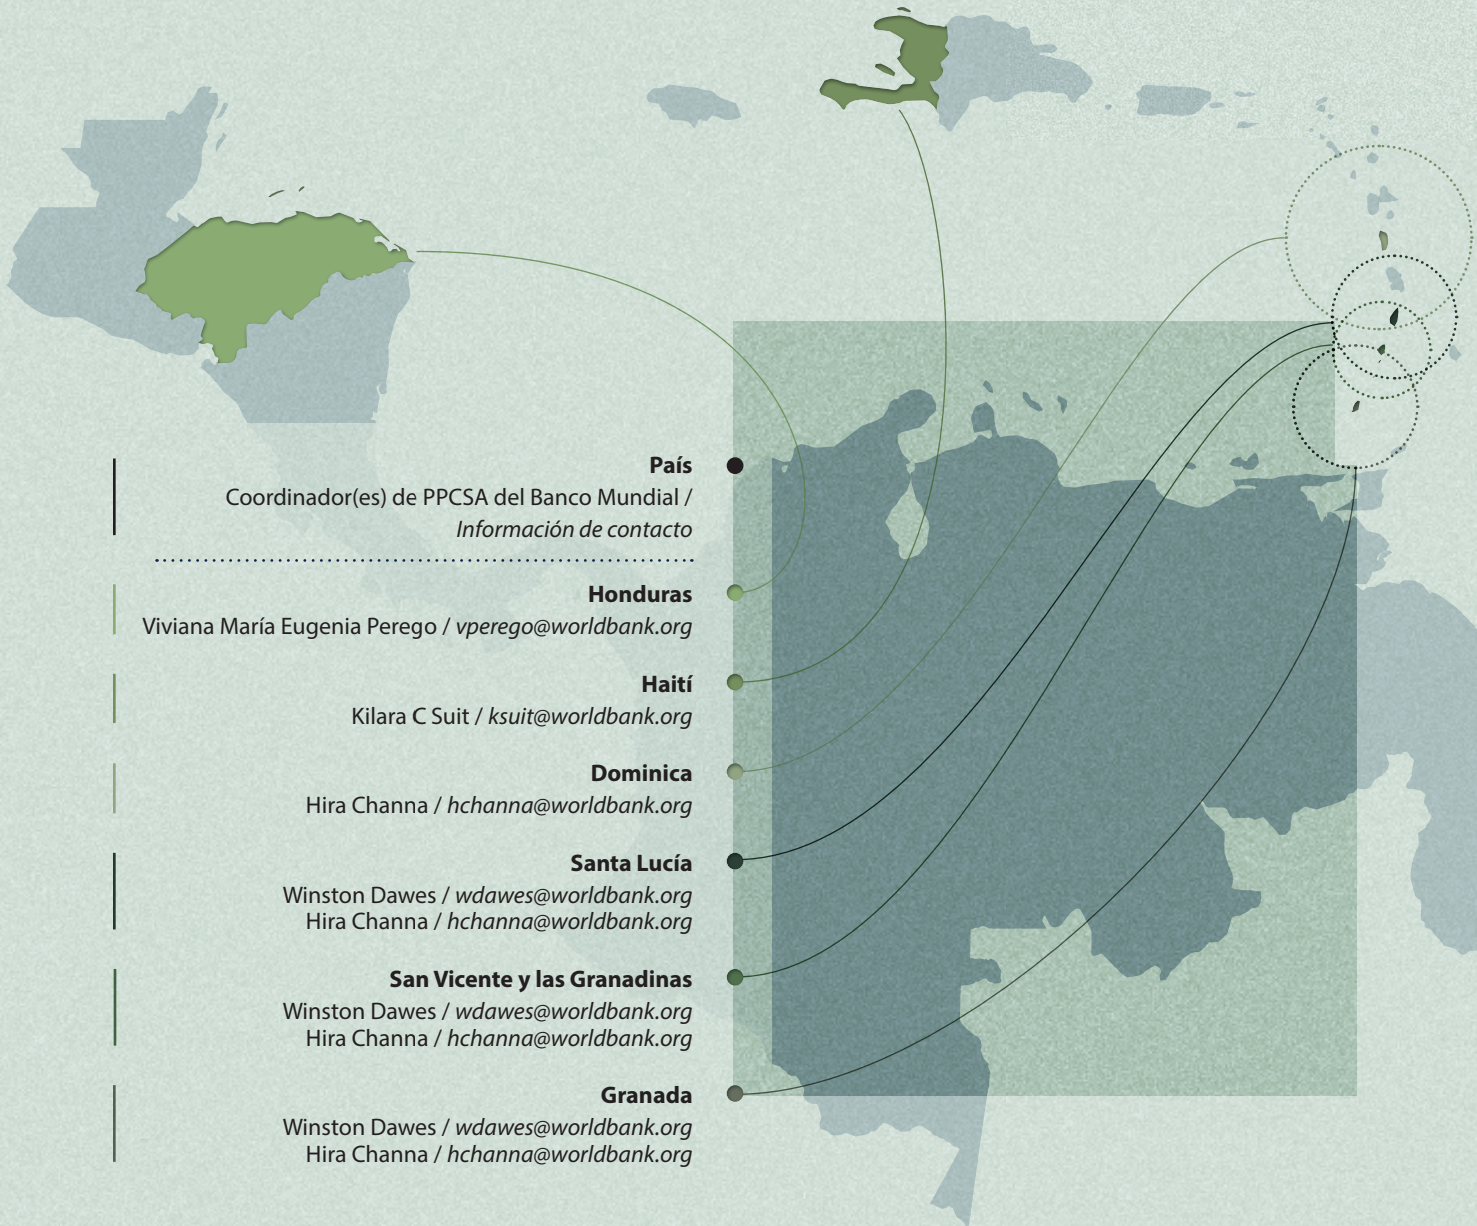 País
Coordinador(es) de PPCSA del Banco Mundial /
Información de contacto
Honduras
Viviana María Eugenia Perego / vperego@worldbank.org
Haití
Kilara C Suit / ksuit@worldbank.org
Dominica
Hira Channa / hchanna@worldbank.org
Santa Lucía
Winston Dawes / wdawes@worldbank.org
Hira Channa / hchanna@worldbank.org
San Vicente y las Granadinas
Winston Dawes / wdawes@worldbank.org
Hira Channa / hchanna@worldbank.org
Granada
Winston Dawes / wdawes@worldbank.org
Hira Channa / hchanna@worldbank.org